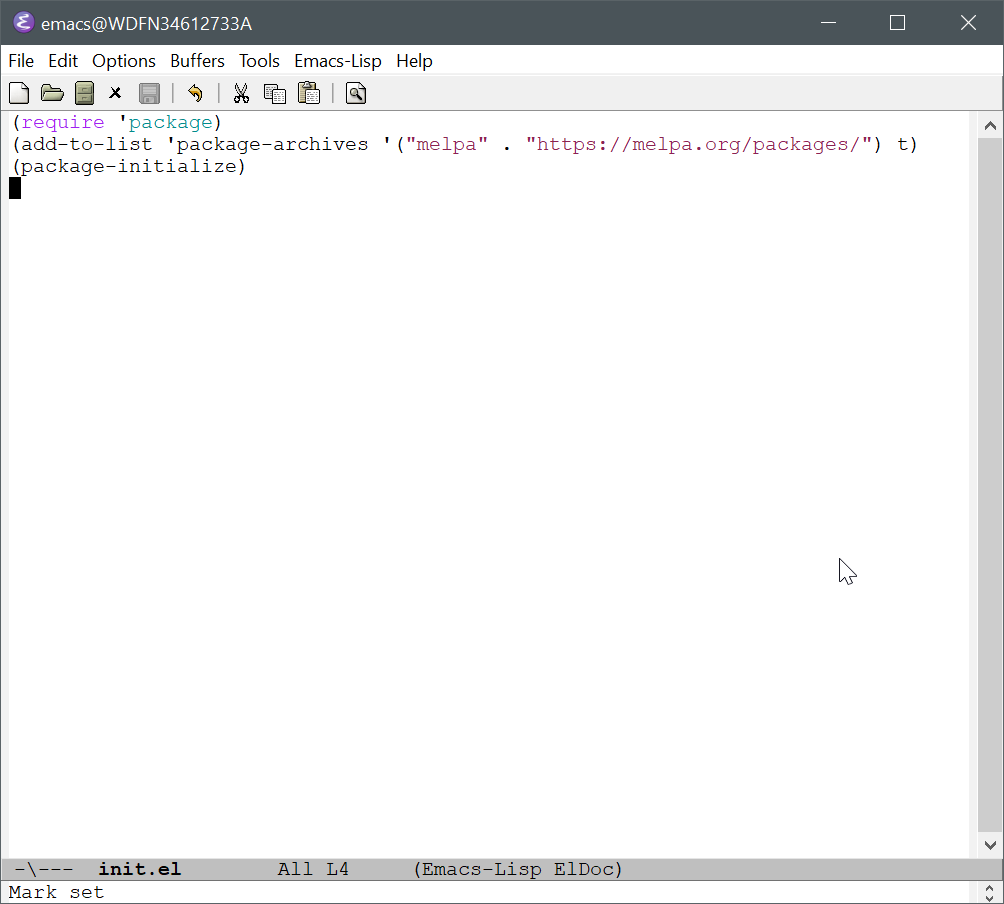 emacs@WDFN34612733A
File Edit Options Buffers Tools Emacs-Lisp Help
(require 'package)
(add-to-list 'package-archives '("melpa" . "https://melpa.org/packages/") t)
(package-initialize)
-\--- init.el All L4 (Emacs-Lisp ElDoc)
Mark set